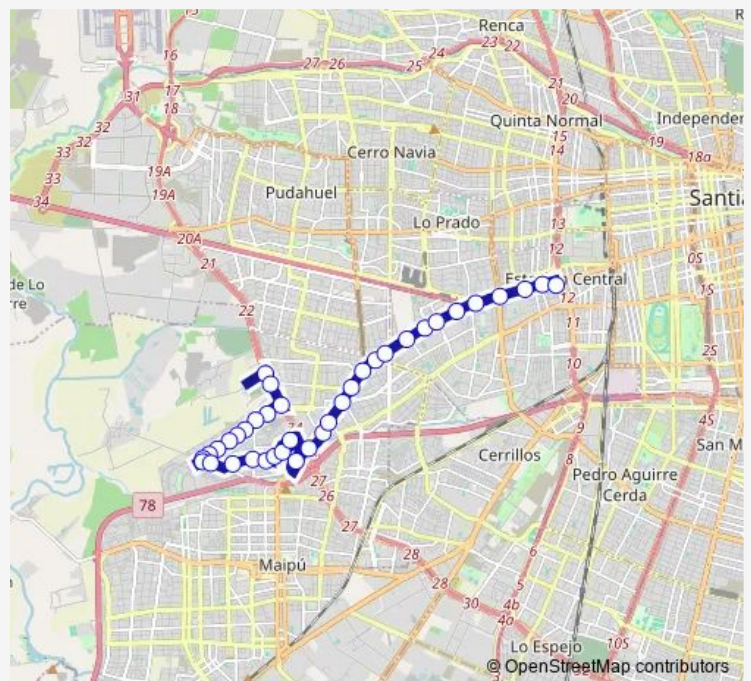 Renca
27
26
25
24
23
22
16
31
17
18
21
20
32
32
33
33
34
19A
19A
Quinta Normal
15
14
Independen
19
18a
Cerro Navia
Pudahuel
Lo Prado
Santia
13
20A
12
21
de Lo
rre
Central
12
0S
1S
22
11
2S
10
4S
9
8
Cerrillos
San M
Pedro Aguirre
Cerda
27
26
78
27
28
28
30
6
5
4b
4a
Maipú
Lo Espejo
10S
© OpenStreetMap contributors